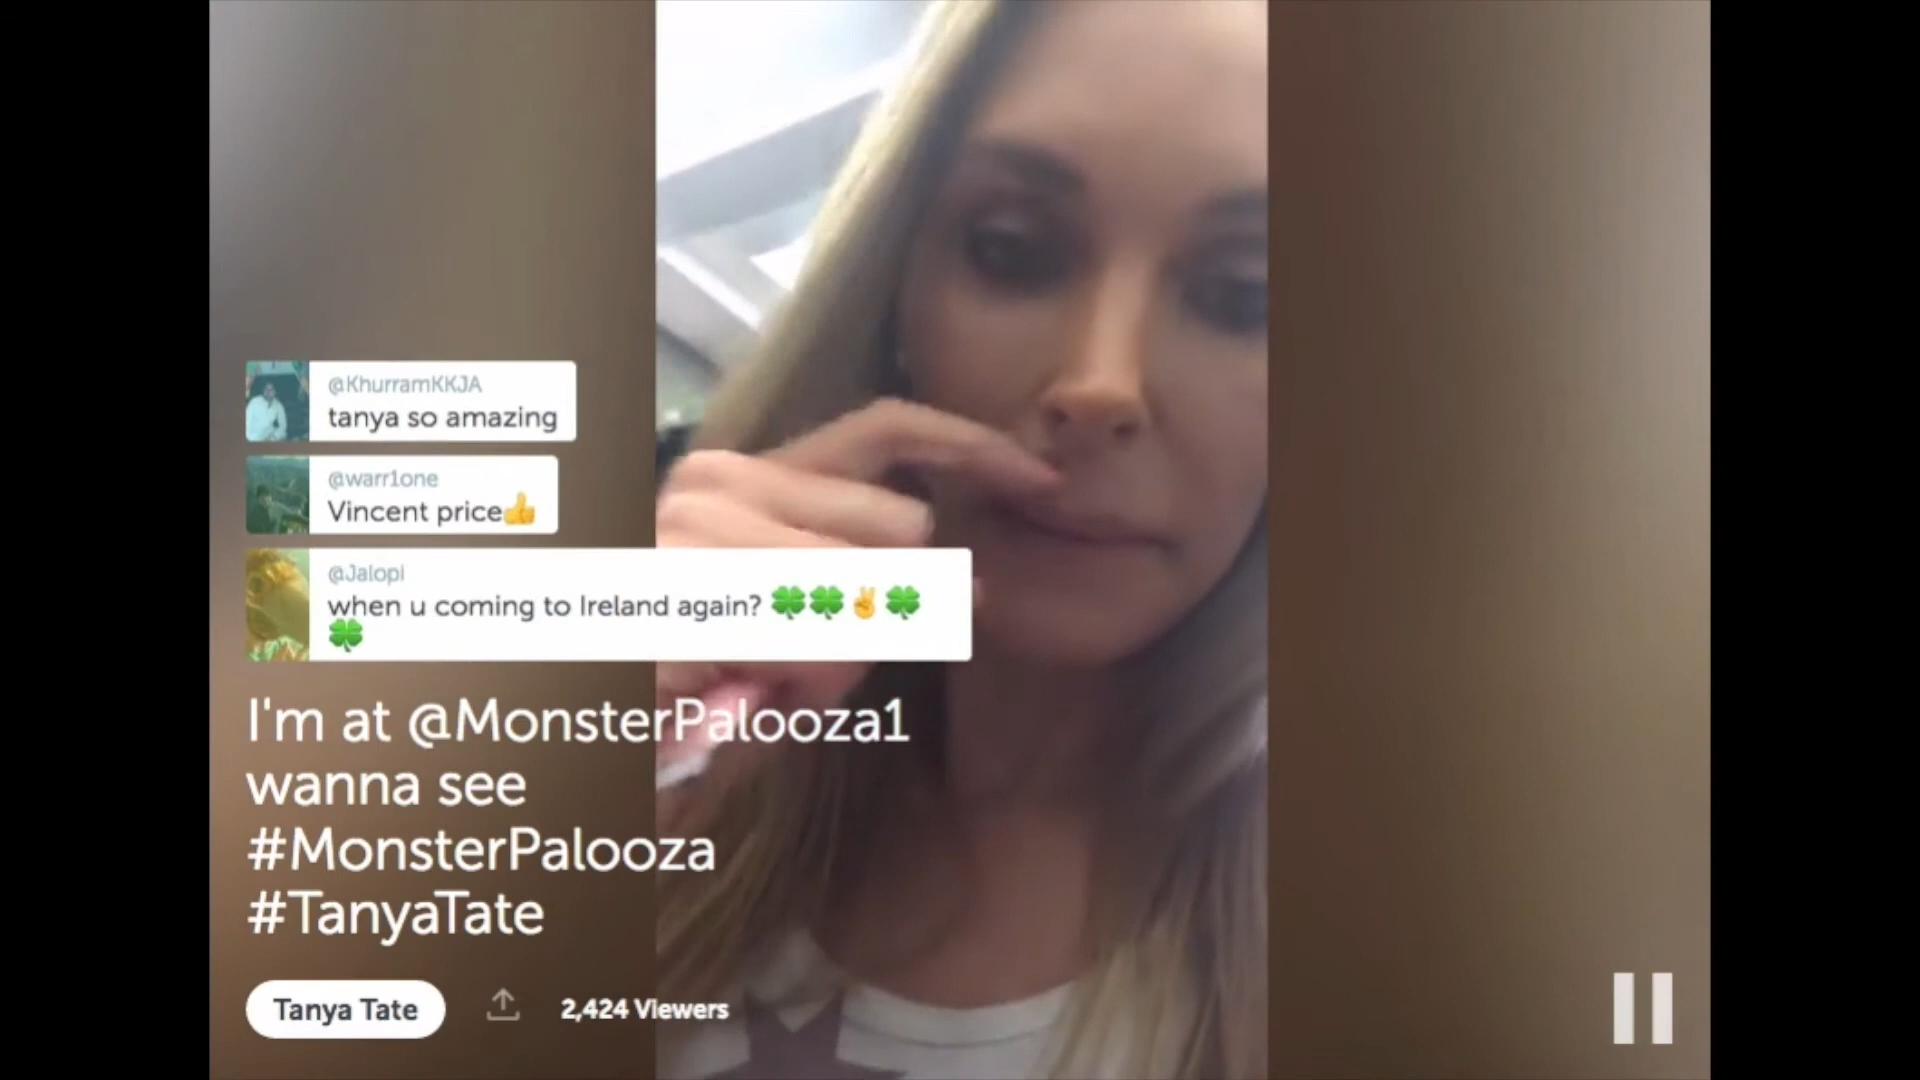 @KhurramKKJA
tanya so amazing
@warr1one
Vincent price👍
@Jalopi
when u coming to Ireland again? 🍀🍀✌️🍀
🍀
I'm at @MonsterPalooza1
wanna see
#MonsterPalooza
#TanyaTate
Tanya Tate
2,424 Viewers